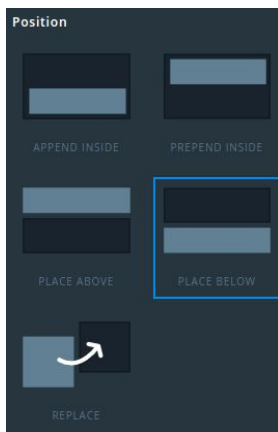 Position
APPEND INSIDE
PREPEND INSIDE
PLACE ABOVE
PLACE BELOW
REPLACE